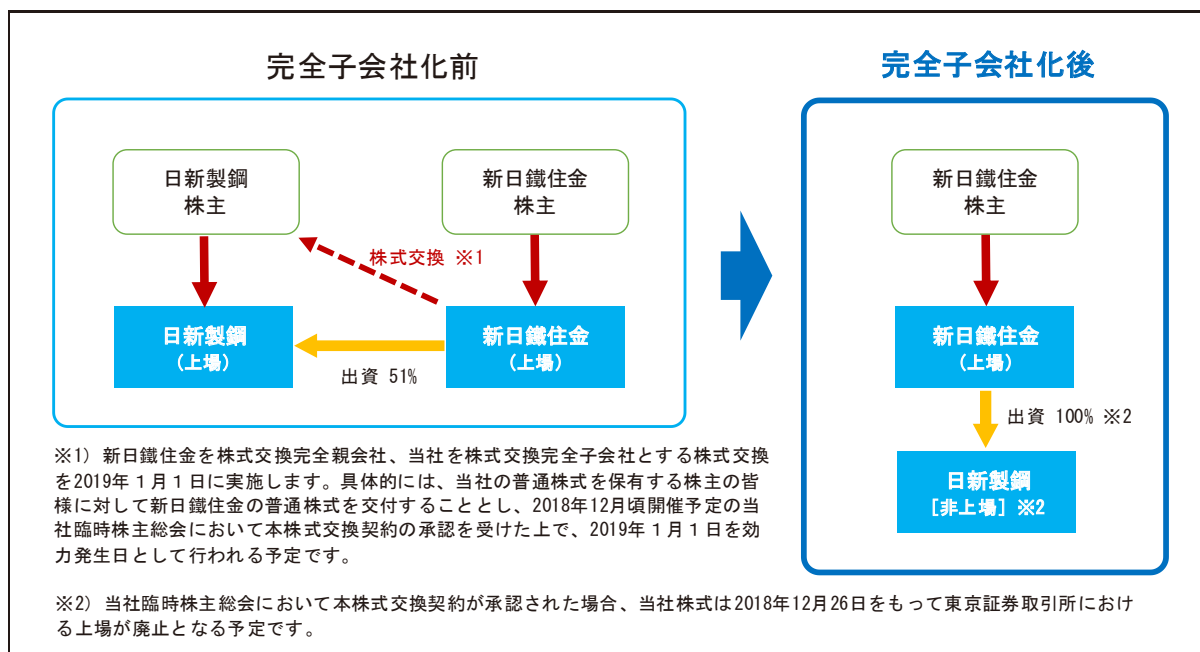 完全子会社化前
日新製鋼
株主
新日鐵住金
株主
株式交換 ※1
日新製鋼
(上場)
出資 51%
新日鐵住金
(上場)
完全子会社化後
新日鐵住金
株主
新日鐵住金
(上場)
出資 100% ※2
日新製鋼
[非上場] ※2
※1) 新日鐵住金を株式交換完全親会社、当社を株式交換完全子会社とする株式交換
を2019年1月1日に実施します。具体的には、当社の普通株式を保有する株主の皆
様に対して新日鐵住金の普通株式を交付することとし、2018年12月頃開催予定の当
社臨時株主総会において本株式交換契約の承認を受けた上で、2019年1月1日を効
力発生日として行われる予定です。
※2) 当社臨時株主総会において本株式交換契約が承認された場合、当社株式は2018年12月26日をもって東京証券取引所におけ
る上場が廃止となる予定です。